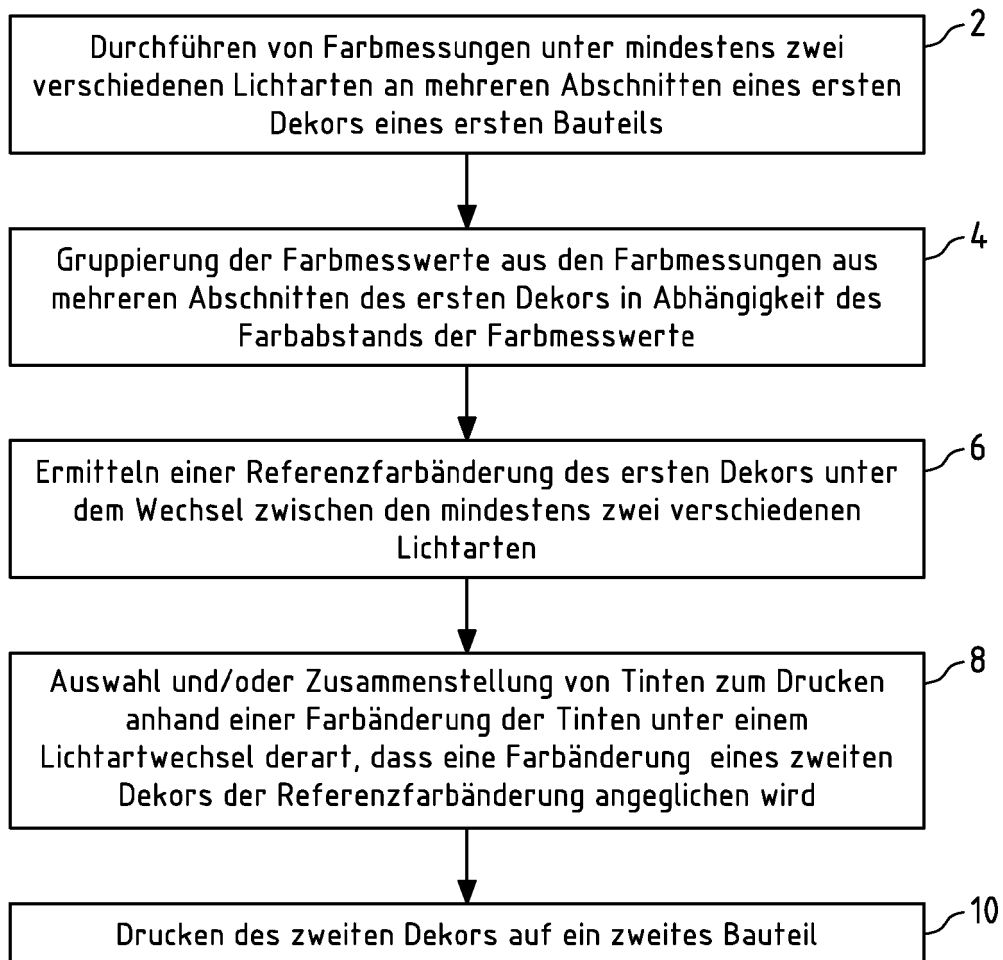 Durchführen von Farbmessungen unter mindestens zwei
verschiedenen Lichtarten an mehreren Abschnitten eines ersten
Dekors eines ersten Bauteils
2
Gruppierung der Farbmesswerte aus den Farbmessungen aus
mehreren Abschnitten des ersten Dekors in Abhängigkeit des
Farbabstands der Farbmesswerte
4
Ermitteln einer Referenzfarbänderung des ersten Dekors unter
dem Wechsel zwischen den mindestens zwei verschiedenen
Lichtarten
6
Auswahl und/oder Zusammenstellung von Tinten zum Drucken
anhand einer Farbänderung der Tinten unter einem
Lichtartwechsel derart, dass eine Farbänderung eines zweiten
Dekors der Referenzfarbänderung angeglichen wird
8
Drucken des zweiten Dekors auf ein zweites Bauteil
10